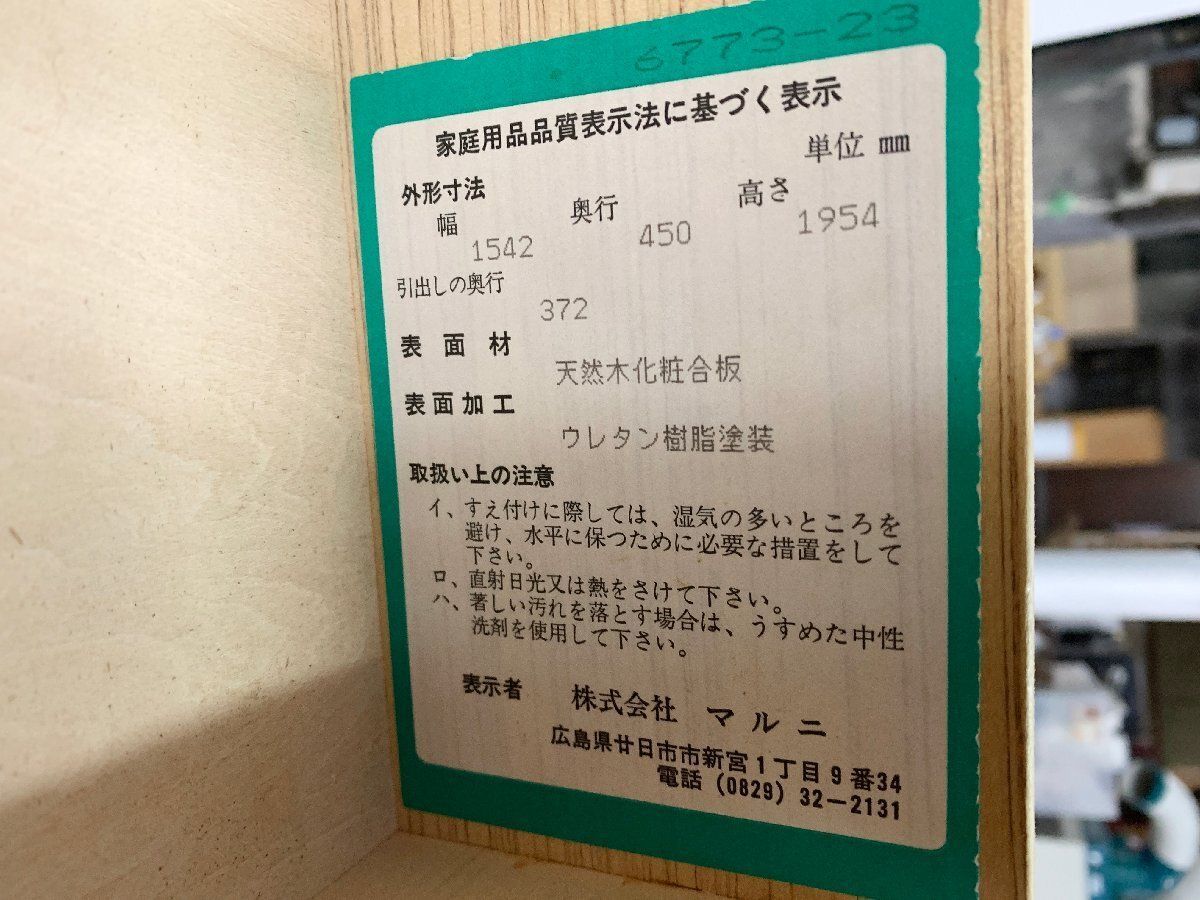 6773-23
家庭用品品質表示法に基づく表示
単位 mm
外形寸法
幅 奥行 高さ
1542 450 1954
引出しの奥行
372
表面材
天然木化粧合板
表面加工
ウレタン樹脂塗装
取扱い上の注意
イ、すえ付けに際しては、湿気の多いところを
避け、水平に保つために必要な措置をして
下さい。
ロ、直射日光又は熱をさけて下さい。
ハ、著しい汚れを落とす場合は、うすめた中性
洗剤を使用して下さい。
表示者 株式会社 マルニ
広島県廿日市市新宮1丁目9番34
電話 (0829) 32-2131